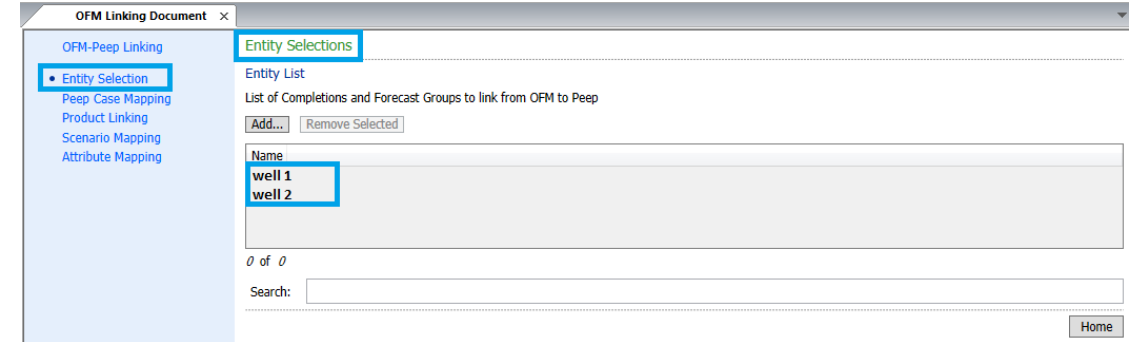 OFM Linking Document ×
OFM-Peep Linking
• Entity Selection
Peep Case Mapping
Product Linking
Scenario Mapping
Attribute Mapping
Entity Selections
Entity List
List of Completions and Forecast Groups to link from OFM to Peep
Add... Remove Selected
Name
well 1
well 2
0 of 0
Search:
Home